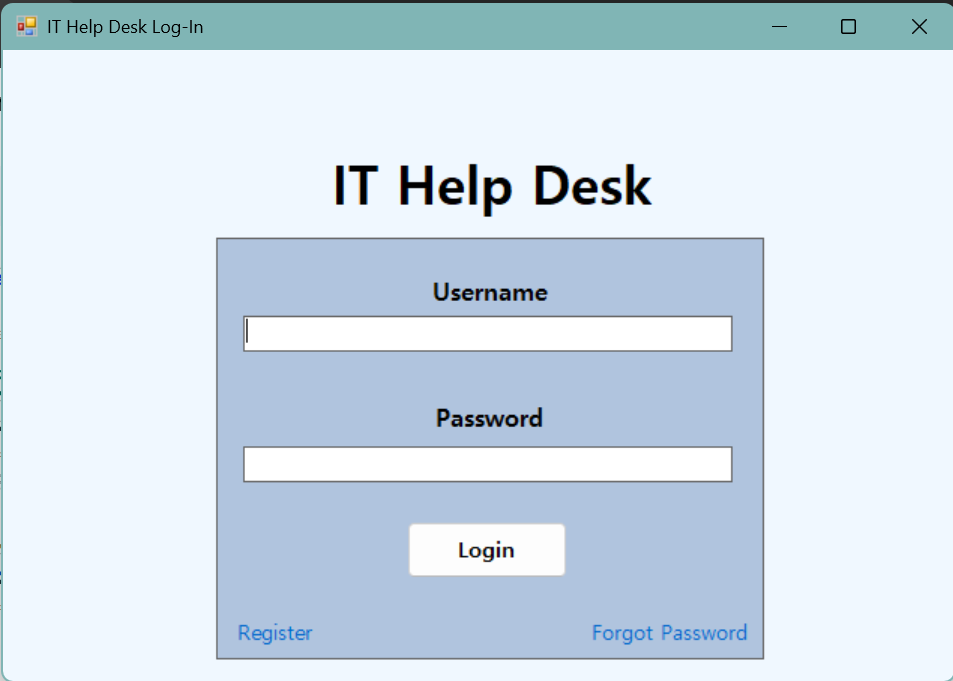 IT Help Desk Log-In
IT Help Desk
Username
Password
Login
Register Forgot Password